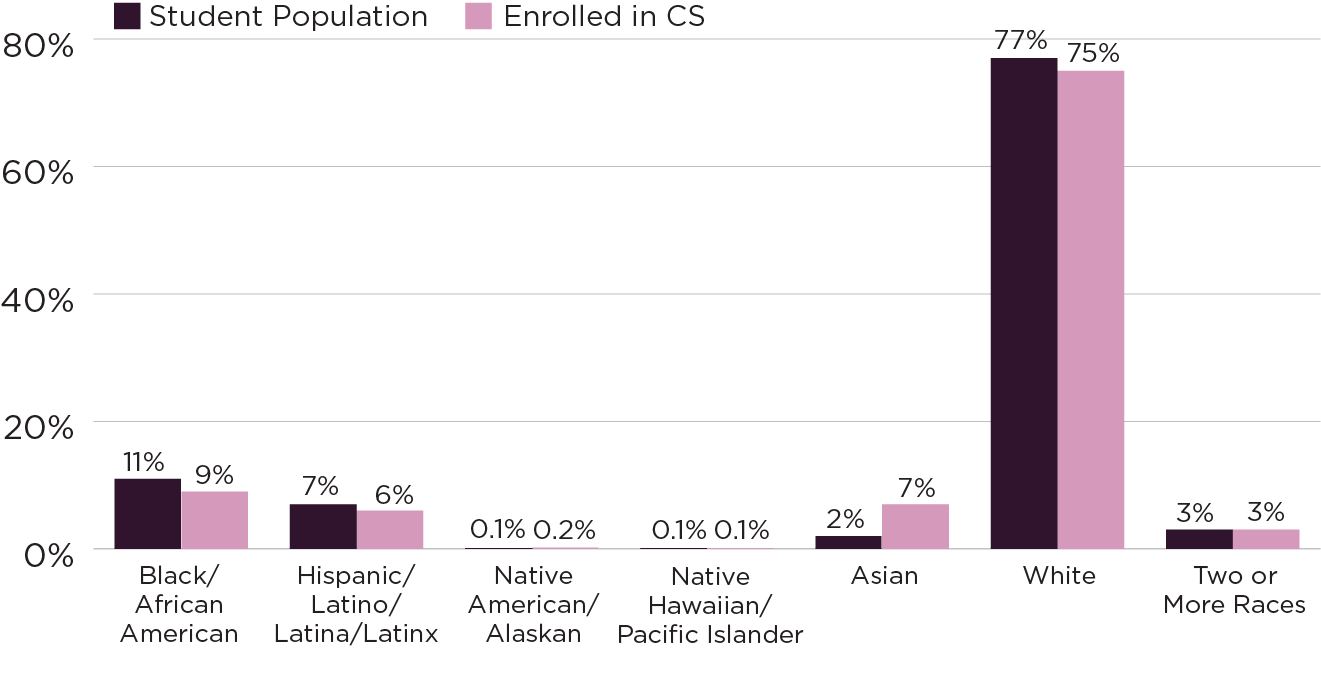 Student Population Enrolled in CS
80%
60%
40%
20%
0%
11% 9%
7% 6%
0.1% 0.2%
0.1% 0.1%
2% 7%
77% 75%
3% 3%
Black/
African
American
Hispanic/
Latino/
Latina/Latinx
Native
American/
Alaskan
Native
Hawaiian/
Pacific Islander
Asian
White
Two or
More Races